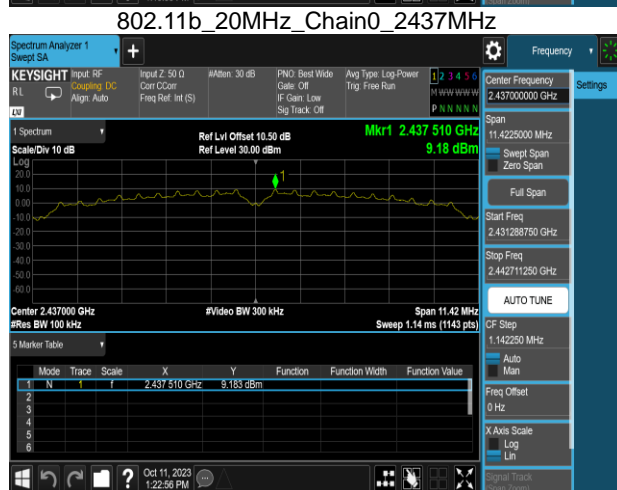 802.11b_20MHz_Chain0_2437MHz
Spectrum Analyzer 1
Swept SA
Frequency
KEYSIGHT Input: RF Input Z: 50 Ω #Atten: 30 dB PNO: Best Wide Avg Type: Log-Power 1 2 3 4 5 6
RL Coupling: DC Corr CCorr Gate: Off Trig: Free Run M W W W W W
Align: Auto Freq Ref: Int (S) IF Gain: Low
Sig Track: Off P N N N N N
LXI
1 Spectrum Ref Lvl Offset 10.50 dB Mkr1 2.437 510 GHz
Scale/Div 10 dB Ref Level 30.00 dBm 9.18 dBm
Log
20.0
10.0
0.00
-10.0
-20.0
-30.0
-40.0
-50.0
-60.0
1
Center 2.437000 GHz #Video BW 300 kHz Span 11.42 MHz
#Res BW 100 kHz Sweep 1.14 ms (1143 pts)
5 Marker Table
Mode Trace Scale X Y Function Function Width Function Value
1 N 1 f 2.437 510 GHz 9.183 dBm
2
3
4
5
6
Oct 11, 2023
1:22:56 PM
Center Frequency
2.437000000 GHz
Settings
Span
11.4225000 MHz
Swept Span
Zero Span
Full Span
Start Freq
2.431288750 GHz
Stop Freq
2.442711250 GHz
AUTO TUNE
CF Step
1.142250 MHz
Auto
Man
Freq Offset
0 Hz
X Axis Scale
Log
Lin
Signal Track
(Span Zoom)